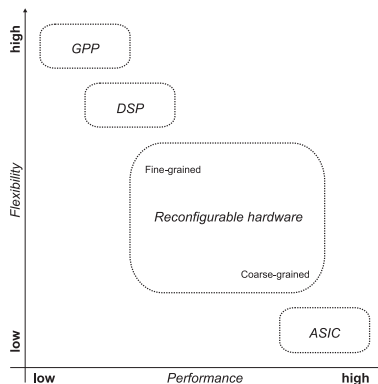 high
GPP
DSP
Flexibility
Fine-grained
Reconfigurable hardware
Coarse-grained
low
ASIC
low
Performance
high